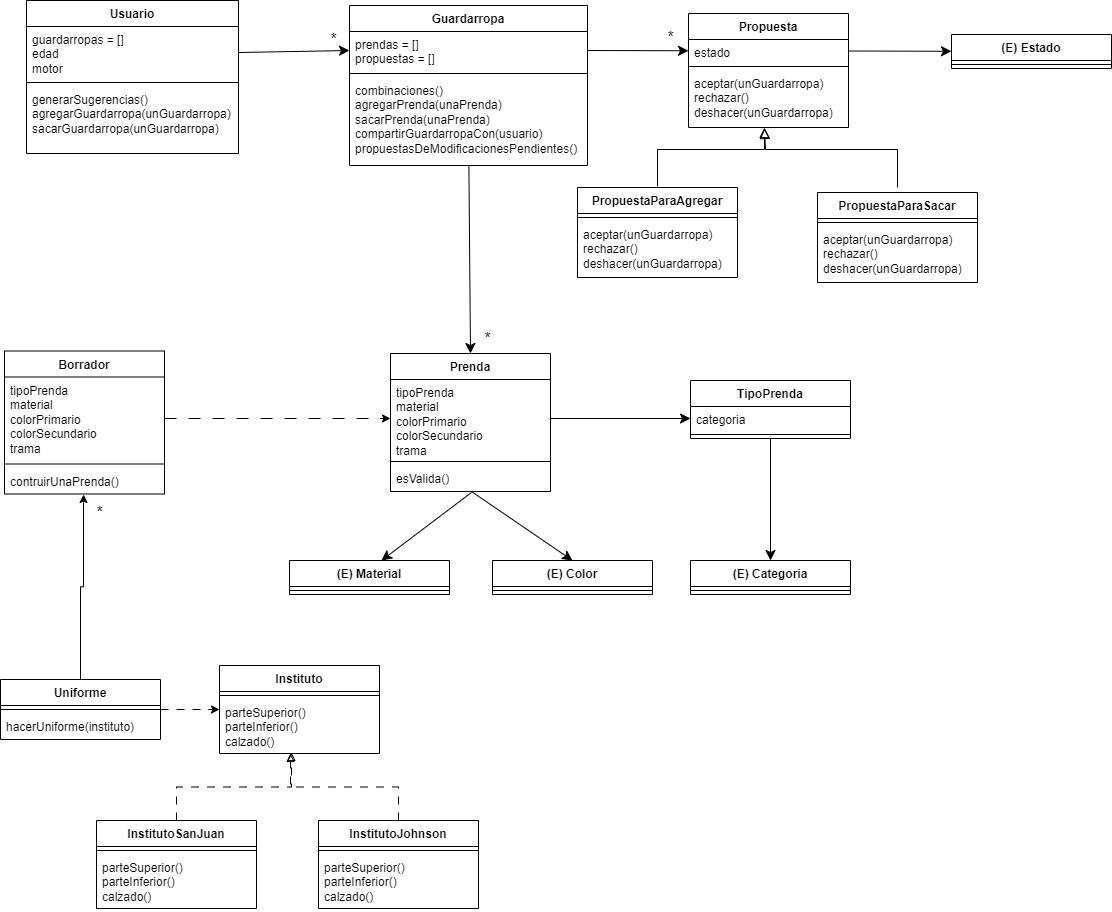 Usuario
guardarropas = []
edad
motor
generarSugerencias()
agregarGuardarropa(unGuardarropa)
sacarGuardarropa(unGuardarropa)
*
Guardarropa
prendas = []
propuestas = []
combinaciones()
agregarPrenda(unaPrenda)
sacarPrenda(unaPrenda)
compartirGuardarropaCon(usuario)
propuestasDeModificacionesPendientes()
*
Propuesta
estado
aceptar(unGuardarropa)
rechazar()
deshacer(unGuardarropa)
(E) Estado
PropuestaParaAgregar
aceptar(unGuardarropa)
rechazar()
deshacer(unGuardarropa)
PropuestaParaSacar
aceptar(unGuardarropa)
rechazar()
deshacer(unGuardarropa)
*
Borrador
tipoPrenda
material
colorPrimario
colorSecundario
trama
contruirUnaPrenda()
*
Prenda
tipoPrenda
material
colorPrimario
colorSecundario
trama
esValida()
TipoPrenda
categoria
(E) Material
(E) Color
(E) Categoria
Uniforme
hacerUniforme(instituto)
Instituto
parteSuperior()
parteInferior()
calzado()
InstitutoSanJuan
parteSuperior()
parteInferior()
calzado()
InstitutoJohnson
parteSuperior()
parteInferior()
calzado()